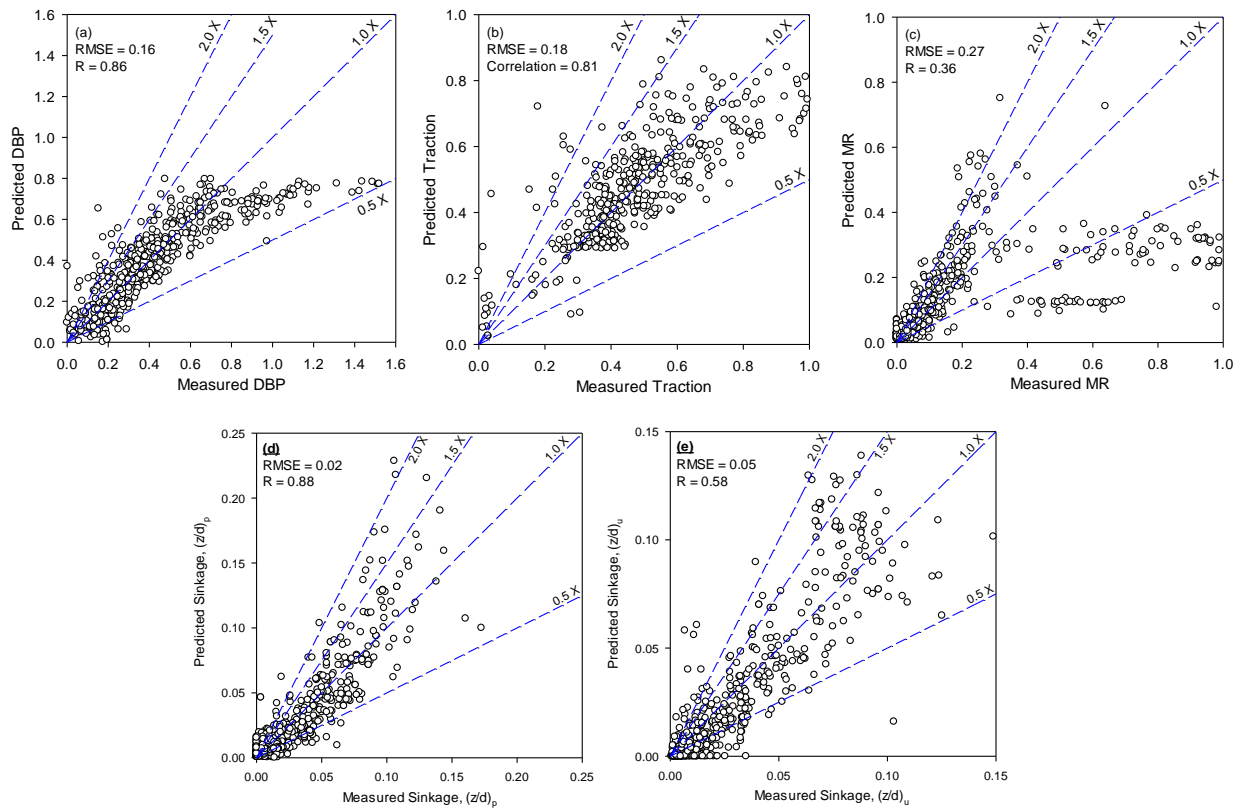 (a)
RMSE = 0.16
R = 0.86
2.0 X
1.5 X
1.0 X
0.5 X
Predicted DBP
1.6
1.4
1.2
1.0
0.8
0.6
0.4
0.2
0.0
0.0 0.2 0.4 0.6 0.8 1.0 1.2 1.4 1.6
Measured DBP
(b)
RMSE = 0.18
Correlation = 0.81
2.0 X
1.5 X
1.0 X
0.5 X
Predicted Traction
1.0
0.8
0.6
0.4
0.2
0.0
0.0 0.2 0.4 0.6 0.8 1.0
Measured Traction
(c)
RMSE = 0.27
R = 0.36
2.0 X
1.5 X
1.0 X
0.5 X
Predicted MR
1.0
0.9
0.8
0.7
0.6
0.5
0.4
0.3
0.2
0.1
0.0
0.0 0.2 0.4 0.6 0.8 1.0
Measured MR
(d)
RMSE = 0.02
R = 0.88
2.0 X
1.5 X
1.0 X
0.5 X
Predicted Sinkage, (z/d)p
0.25
0.20
0.15
0.10
0.05
0.00
0.00 0.05 0.10 0.15 0.20 0.25
Measured Sinkage, (z/d)p
(e)
RMSE = 0.05
R = 0.58
2.0 X
1.5 X
1.0 X
0.5 X
Predicted Sinkage, (z/d)u
0.15
0.10
0.05
0.00
0.00 0.05 0.10 0.15
Measured Sinkage, (z/d)u